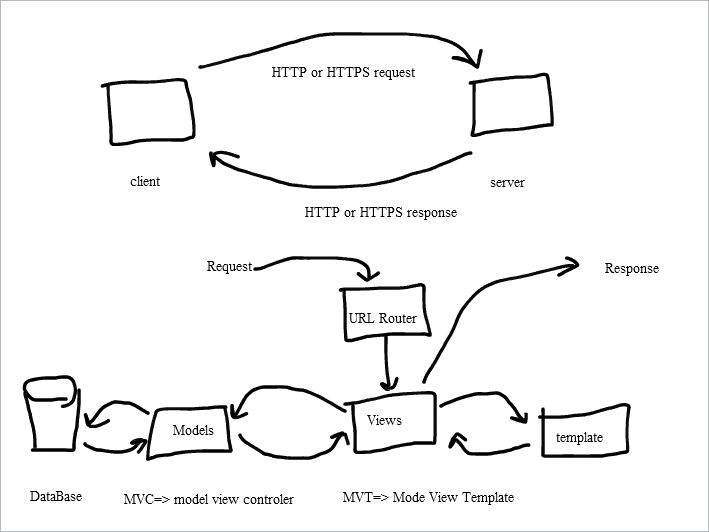 HTTP or HTTPS request
client
server
HTTP or HTTPS response
Request
Response
URL Router
Views
Models
template
DataBase
MVC=> model view controler
MVT=> Mode View Template